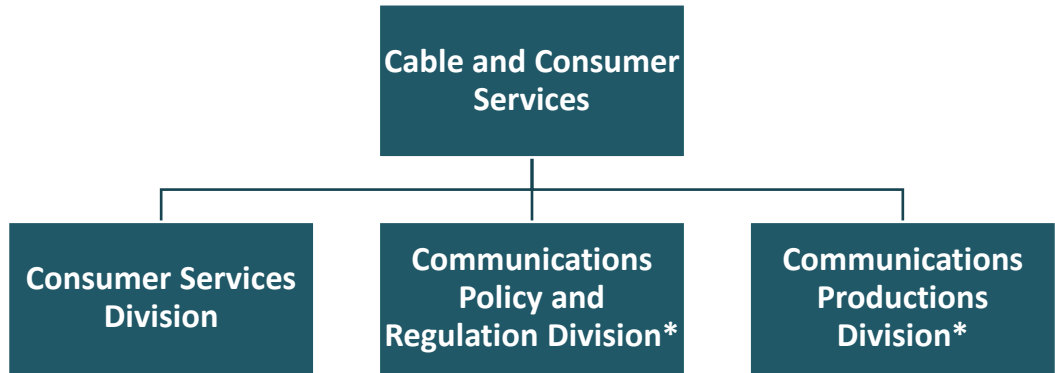 Cable and Consumer
Services
Consumer Services
Division
Communications
Policy and
Regulation Division*
Communications
Productions
Division*